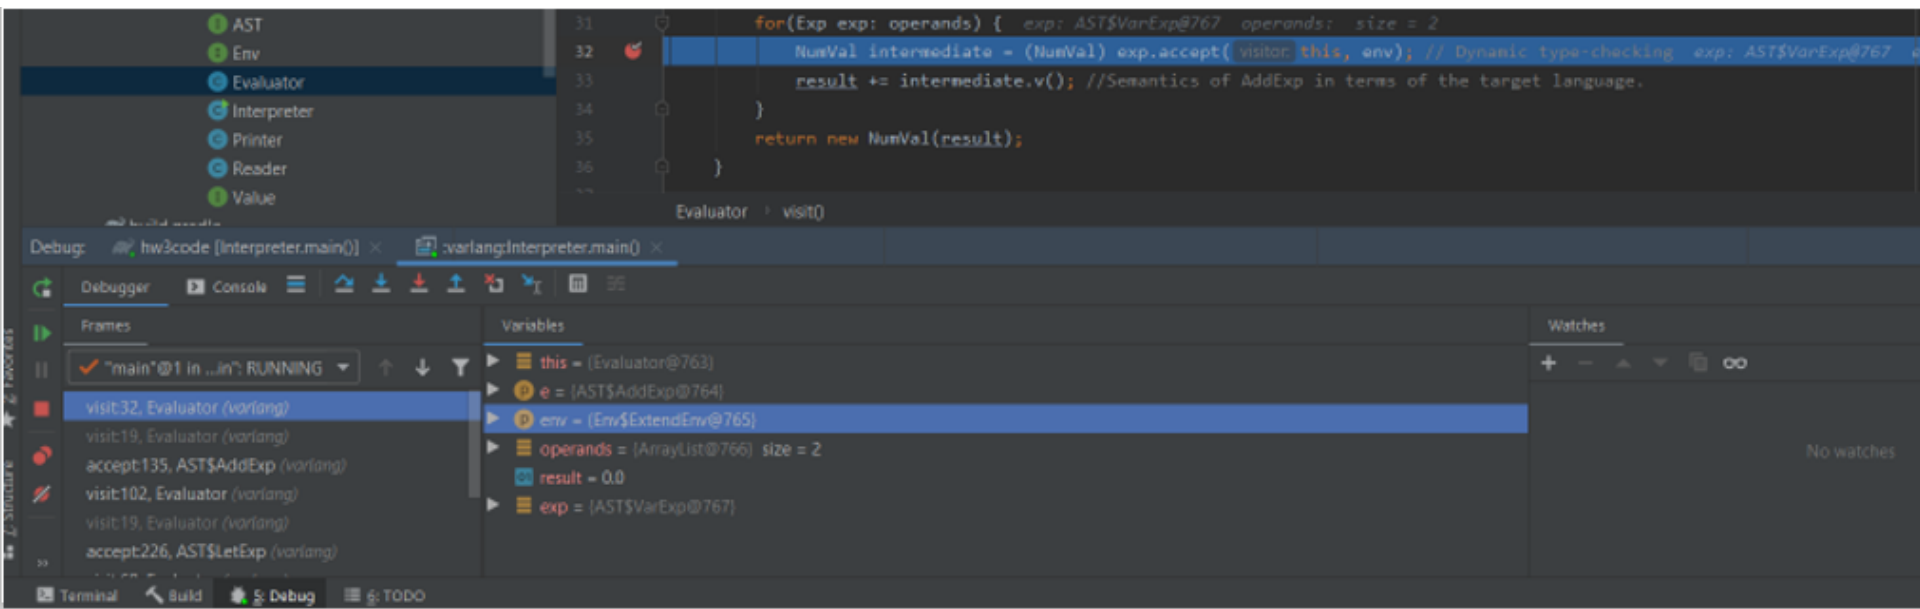 AST
Env
Evaluator
Interpreter
Printer
Reader
Value
31 for(Exp exp: operands) { exp: AST$VarExp@767 operands: size = 2
32 NumVal intermediate = (NumVal) exp.accept( visitor: this, env); // Dynamic type-checking exp: AST$VarExp@767
33 result += intermediate.v(); //Semantics of AddExp in terms of the target language.
34 }
35 return new NumVal(result);
36 }
Evaluator › visit()
Debug: hw3code [Interpreter.main()] × :varlang:Interpreter.main() ×
Debugger Console
Frames
"main"@1 in ...in": RUNNING
visit:32, Evaluator (varlang)
visit:19, Evaluator (varlang)
accept:135, AST$AddExp (varlang)
visit:102, Evaluator (varlang)
visit:19, Evaluator (varlang)
accept:226, AST$LetExp (varlang)
Variables
this = {Evaluator@763}
e = {AST$AddExp@764}
env = {Env$ExtendEnv@765}
operands = {ArrayList@766} size = 2
result = 0.0
exp = {AST$VarExp@767}
Watches
No watches
2: Favorites
7: Structure
Terminal Build 5: Debug 6: TODO